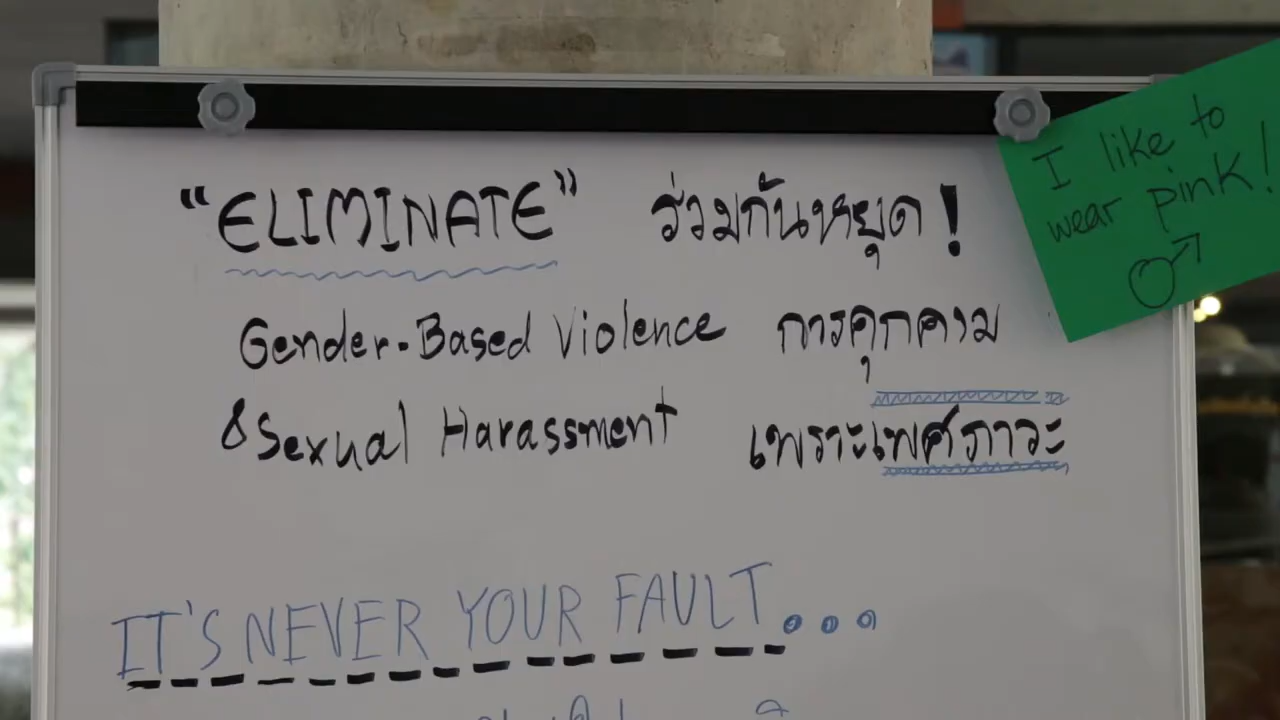 "ELIMINATE" ร่วมกันหยุด!
Gender-Based Violence การคุกคาม
& Sexual Harassment เพราะเพศภาวะ
IT'S NEVER YOUR FAULT...
I like to
wear pink!